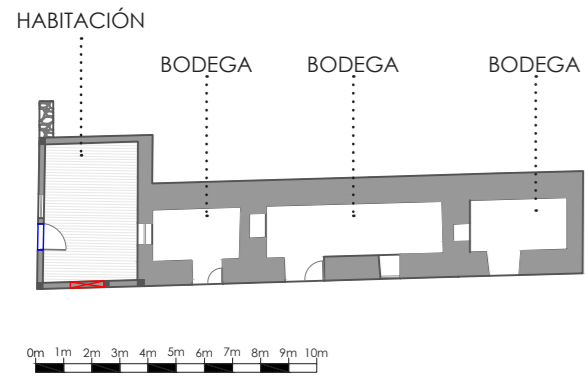 HABITACIÓN
BODEGA BODEGA BODEGA
0m 1m 2m 3m 4m 5m 6m 7m 8m 9m 10m